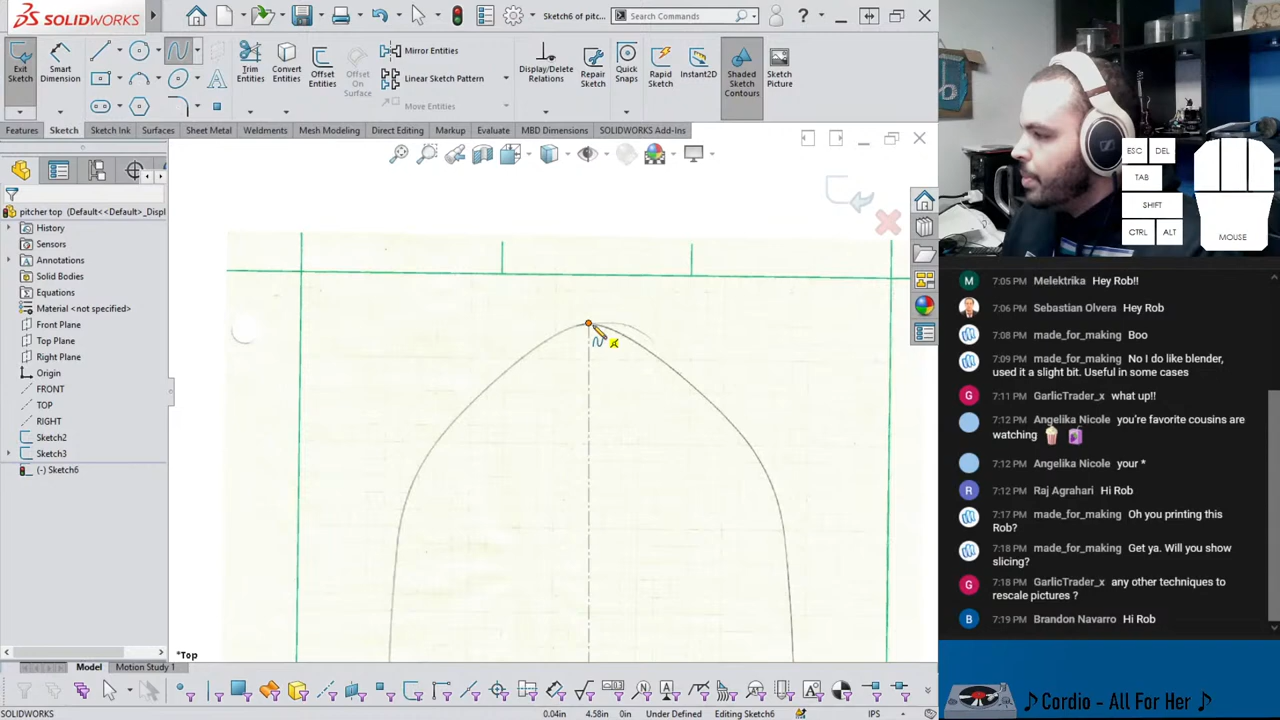 SOLIDWORKS
Sketch6 of pitc...
Search Commands
Exit Sketch
Smart Dimension
Trim Entities
Convert Entities
Offset Entities
Offset On Surface
Mirror Entities
Linear Sketch Pattern
Move Entities
Display/Delete Relations
Repair Sketch
Quick Snaps
Rapid Sketch
Instant2D
Shaded Sketch Contours
Sketch Picture
Features
Sketch
Sketch Ink
Surfaces
Sheet Metal
Weldments
Mesh Modeling
Direct Editing
Markup
Evaluate
MBD Dimensions
SOLIDWORKS Add-Ins
pitcher top (Default<<Default>_Displ
History
Sensors
Annotations
Solid Bodies
Equations
Material <not specified>
Front Plane
Top Plane
Right Plane
Origin
FRONT
TOP
RIGHT
Sketch2
Sketch3
(-) Sketch6
*Top
Model
Motion Study 1
SOLIDWORKS
0.04in
4.58in
0in
Under Defined
Editing Sketch6
IPS
ESC
DEL
TAB
SHIFT
CTRL
ALT
MOUSE
M
7:05 PM Melektrika Hey Rob!!
7:06 PM Sebastian Olvera Hey Rob
7:08 PM made_for_making Boo
7:09 PM made_for_making No I do like blender,
used it a slight bit. Useful in some cases
G
7:11 PM GarlicTrader_x what up!!
7:12 PM Angelika Nicole you're favorite cousins are
watching
7:12 PM Angelika Nicole your *
R
7:12 PM Raj Agrahari Hi Rob
7:17 PM made_for_making Oh you printing this
Rob?
7:18 PM made_for_making Get ya. Will you show
slicing?
G
7:18 PM GarlicTrader_x any other techniques to
rescale pictures ?
B
7:19 PM Brandon Navarro Hi Rob
♪ Cordio - All For Her ♪